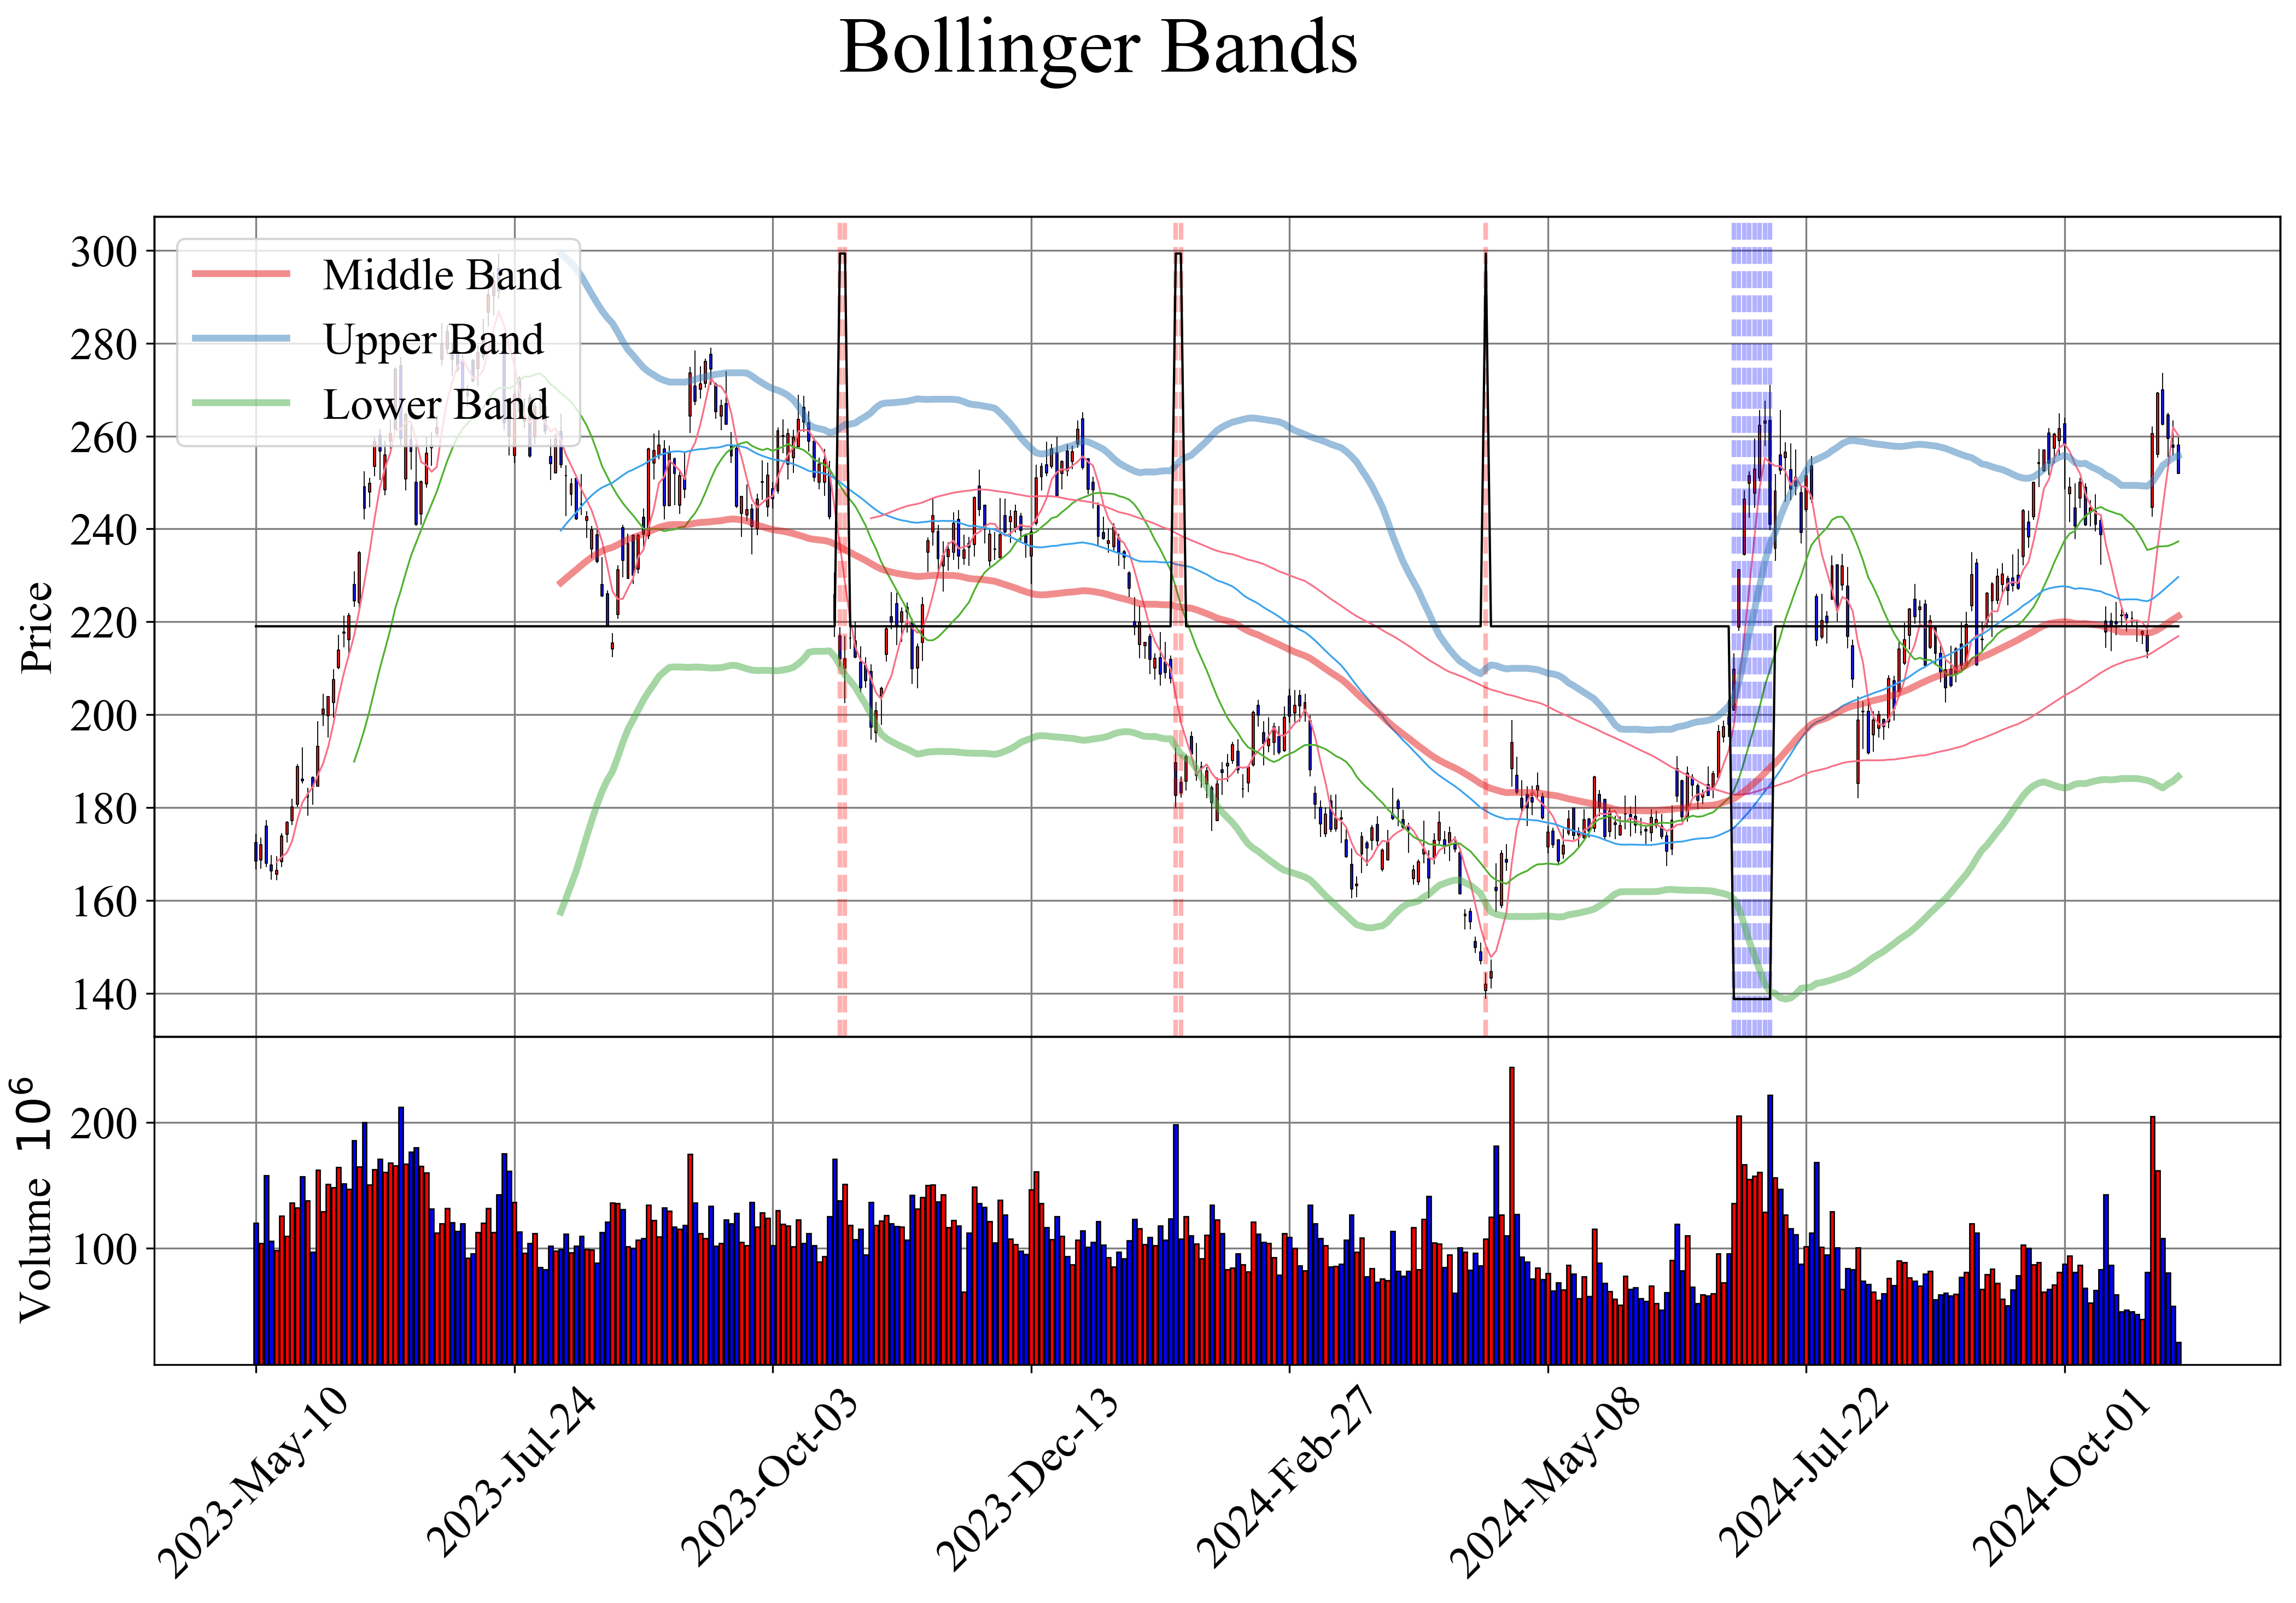 Bollinger Bands
Price
300
280
260
240
220
200
180
160
140
Middle Band
Upper Band
Lower Band
Volume 10⁶
200
100
2023-May-10
2023-Jul-24
2023-Oct-03
2023-Dec-13
2024-Feb-27
2024-May-08
2024-Jul-22
2024-Oct-01